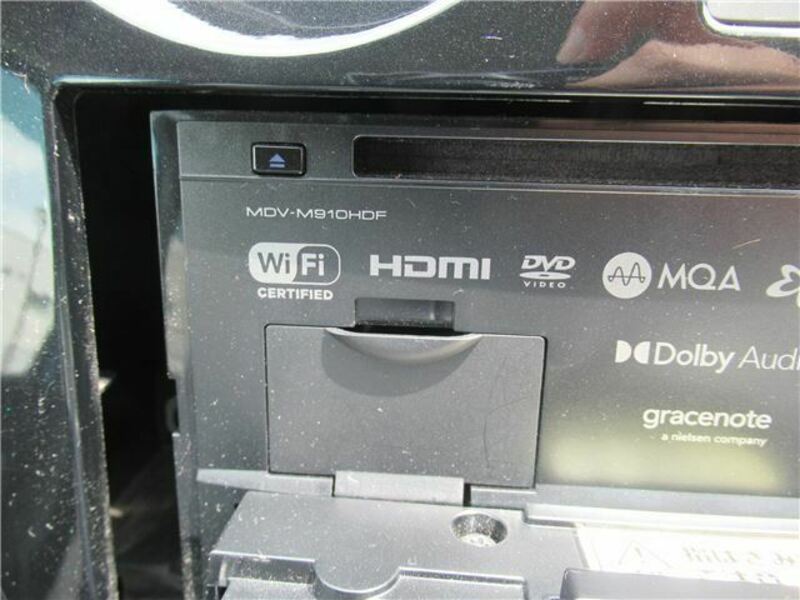 MDV-M910HDF
WiFi HDMI DVD MQA
CERTIFIED VIDEO
Dolby Audi
gracenote
a nielsen company